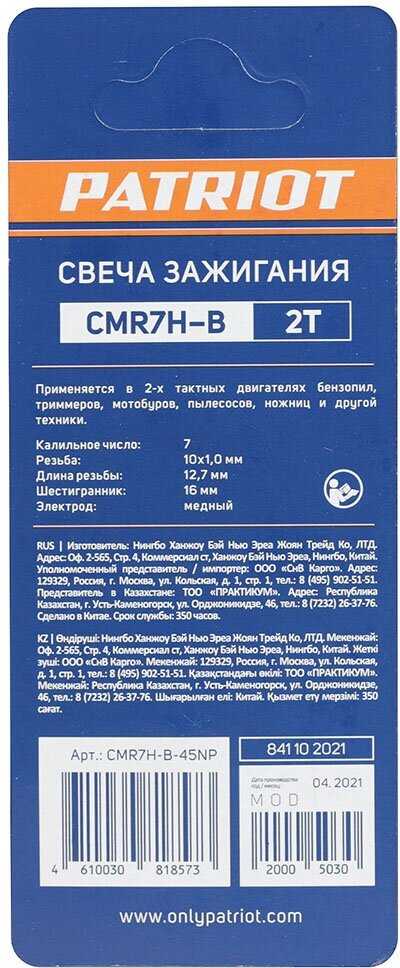 PATRIOT
СВЕЧА ЗАЖИГАНИЯ
CMR7H-B 2T
Применяется в 2-х тактных двигателях бензопил,
триммеров, мотобуров, пылесосов, ножниц и другой
техники.
Калильное число: 7
Резьба: 10x1,0 мм
Длина резьбы: 12,7 мм
Шестигранник: 16 мм
Электрод: медный
RUS | Изготовитель: Нингбо Ханжоу Бэй Нью Эреа Жоян Трейд Ко, ЛТД.
Адрес: Оф. 2-565, Стр. 4, Коммерсиал ст, Ханжоу Бэй Нью Эреа, Нингбо, Китай.
Уполномоченный представитель / импортер: ООО «СнВ Карго». Адрес:
129329, Россия, г. Москва, ул. Кольская, д. 1, стр. 1, тел.: 8 (495) 902-51-51.
Представитель в Казахстане: ТОО «ПРАКТИКУМ». Адрес: Республика
Казахстан, г. Усть-Каменогорск, ул. Орджоникидзе, 46, тел.: 8 (7232) 26-37-76.
Сделано в Китае. Срок службы: 350 часов.
KZ | Өндіруші: Нингбо Ханжоу Бэй Нью Эреа Жоян Трейд Ко, ЛТД. Мекенжай:
Оф. 2-565, Стр. 4, Коммерсиал ст, Ханжоу Бэй Нью Эреа, Нингбо, Китай. Жеткі
зуші: ООО «СнВ Карго». Мекенжай: 129329, Россия, г. Москва, ул. Кольская,
д. 1, стр. 1, тел.: 8 (495) 902-51-51. Қазақстандағы өкілі: ТОО «ПРАКТИКУМ».
Мекенжай: Республика Казахстан, г. Усть-Каменогорск, ул. Орджоникидзе,
46, тел.: 8 (7232) 26-37-76. Шығарылған елі: Китай. Қызмет ету мерзімі: 350
сағат.
Арт.: CMR7H-B-45NP
4 610030 818573
841 10 2021
Дата производства
год / месяц: 04.2021
MOD
2000 5030
www.onlypatriot.com